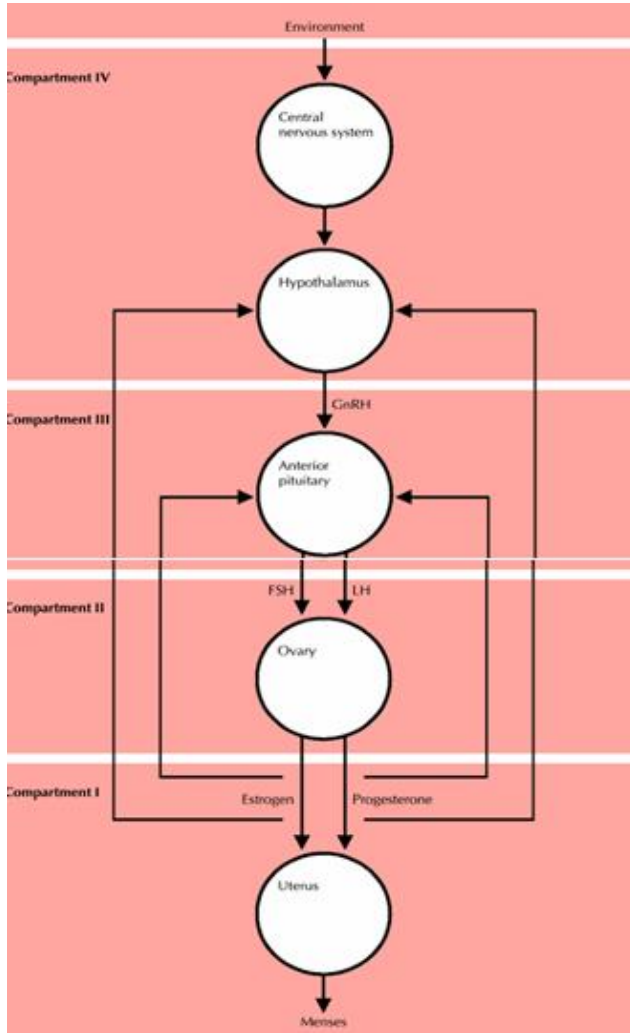 Environment
Compartment IV
Central
nervous system
Hypothalamus
GnRH
Compartment III
Anterior
pituitary
FSH
LH
Compartment II
Ovary
Compartment I
Estrogen
Progesterone
Uterus
Menses